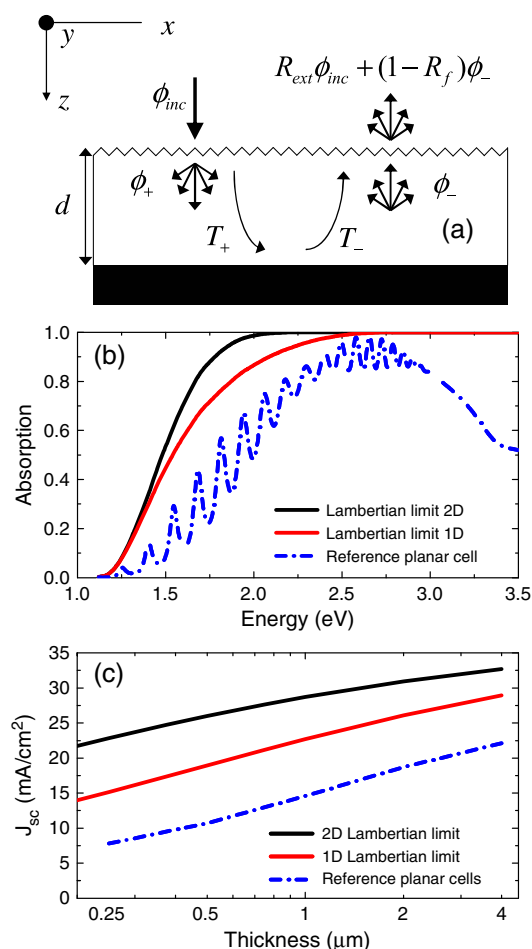 y
x
z
ϕ_inc
R_ext ϕ_inc + (1−R_f)ϕ_−
d
ϕ_+
ϕ_−
T_+
T_−
(a)
(b)
Absorption
1.0
0.8
0.6
0.4
0.2
0.0
Lambertian limit 2D
Lambertian limit 1D
Reference planar cell
1.0 1.5 2.0 2.5 3.0 3.5
Energy (eV)
(c)
J_sc (mA/cm²)
35
30
25
20
15
10
5
0
2D Lambertian limit
1D Lambertian limit
Reference planar cells
0.25 0.5 1 2 4
Thickness (μm)